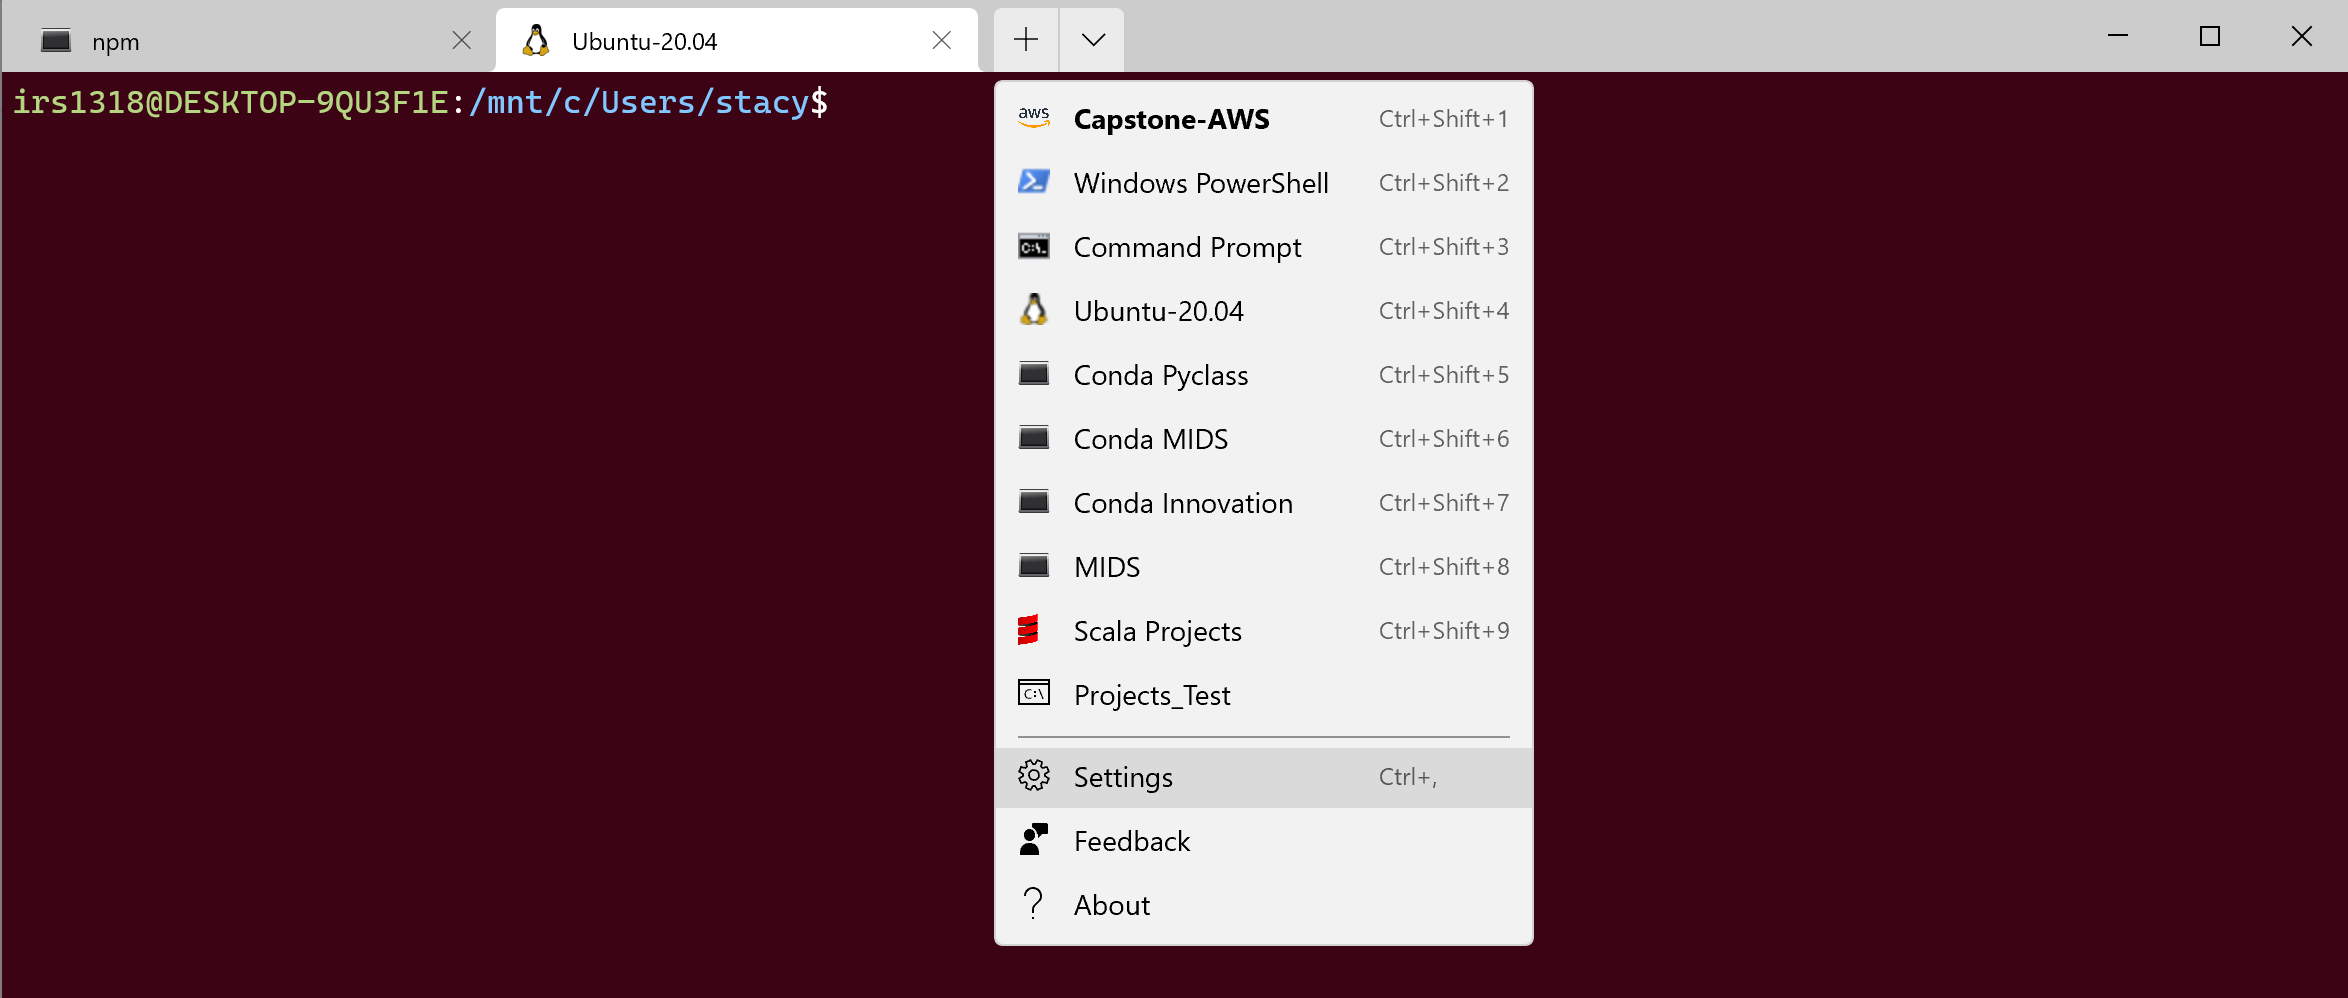 npm
Ubuntu-20.04
irs1318@DESKTOP-9QU3F1E:/mnt/c/Users/stacy$
aws Capstone-AWS Ctrl+Shift+1
Windows PowerShell Ctrl+Shift+2
C:\_ Command Prompt Ctrl+Shift+3
Ubuntu-20.04 Ctrl+Shift+4
Conda Pyclass Ctrl+Shift+5
Conda MIDS Ctrl+Shift+6
Conda Innovation Ctrl+Shift+7
MIDS Ctrl+Shift+8
Scala Projects Ctrl+Shift+9
C:\ Projects_Test
Settings Ctrl+,
Feedback
About